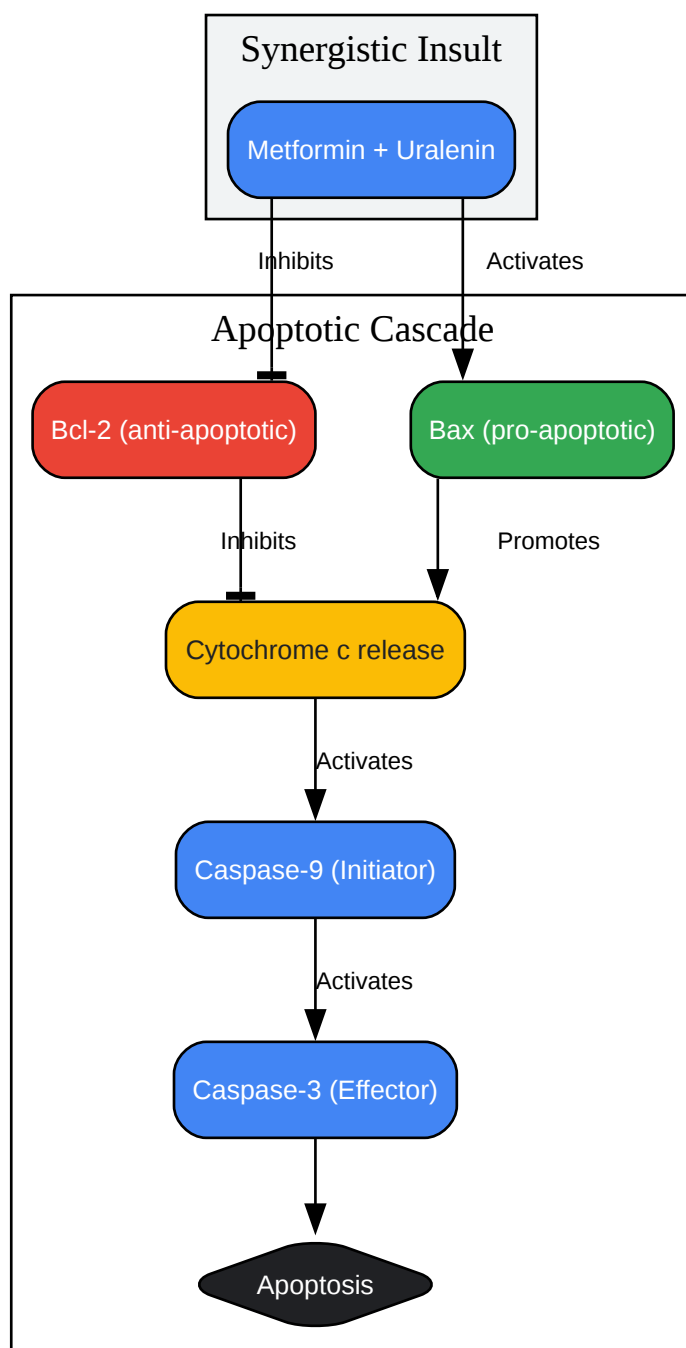 Synergistic Insult
Metformin + Uralenin
Inhibits
Activates
Apoptotic Cascade
Bcl-2 (anti-apoptotic)
Bax (pro-apoptotic)
Inhibits
Promotes
Cytochrome c release
Activates
Caspase-9 (Initiator)
Activates
Caspase-3 (Effector)
Apoptosis